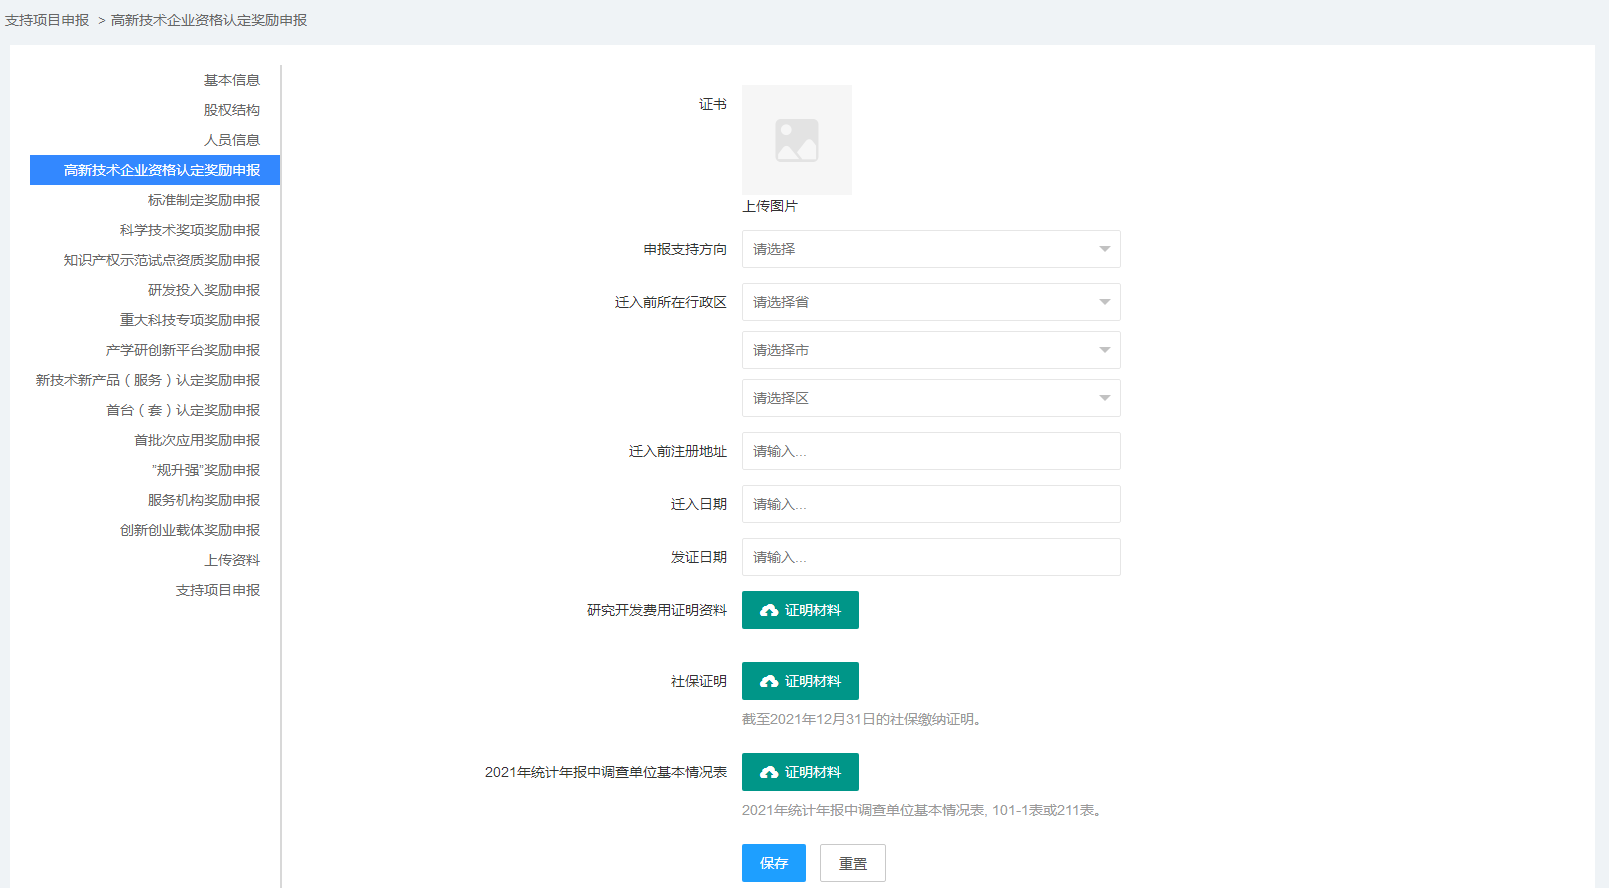 支持项目申报 > 高新技术企业资格认定奖励申报
基本信息
股权结构
人员信息
高新技术企业资格认定奖励申报
标准制定奖励申报
科学技术奖项奖励申报
知识产权示范试点资质奖励申报
研发投入奖励申报
重大科技专项奖励申报
产学研创新平台奖励申报
新技术新产品（服务）认定奖励申报
首台（套）认定奖励申报
首批次应用奖励申报
"规升强"奖励申报
服务机构奖励申报
创新创业载体奖励申报
上传资料
支持项目申报
证书
上传图片
申报支持方向 请选择
迁入前所在行政区 请选择省
请选择市
请选择区
迁入前注册地址 请输入...
迁入日期 请输入...
发证日期 请输入...
研究开发费用证明资料 证明材料
社保证明 证明材料
截至2021年12月31日的社保缴纳证明。
2021年统计年报中调查单位基本情况表 证明材料
2021年统计年报中调查单位基本情况表, 101-1表或211表。
保存 重置